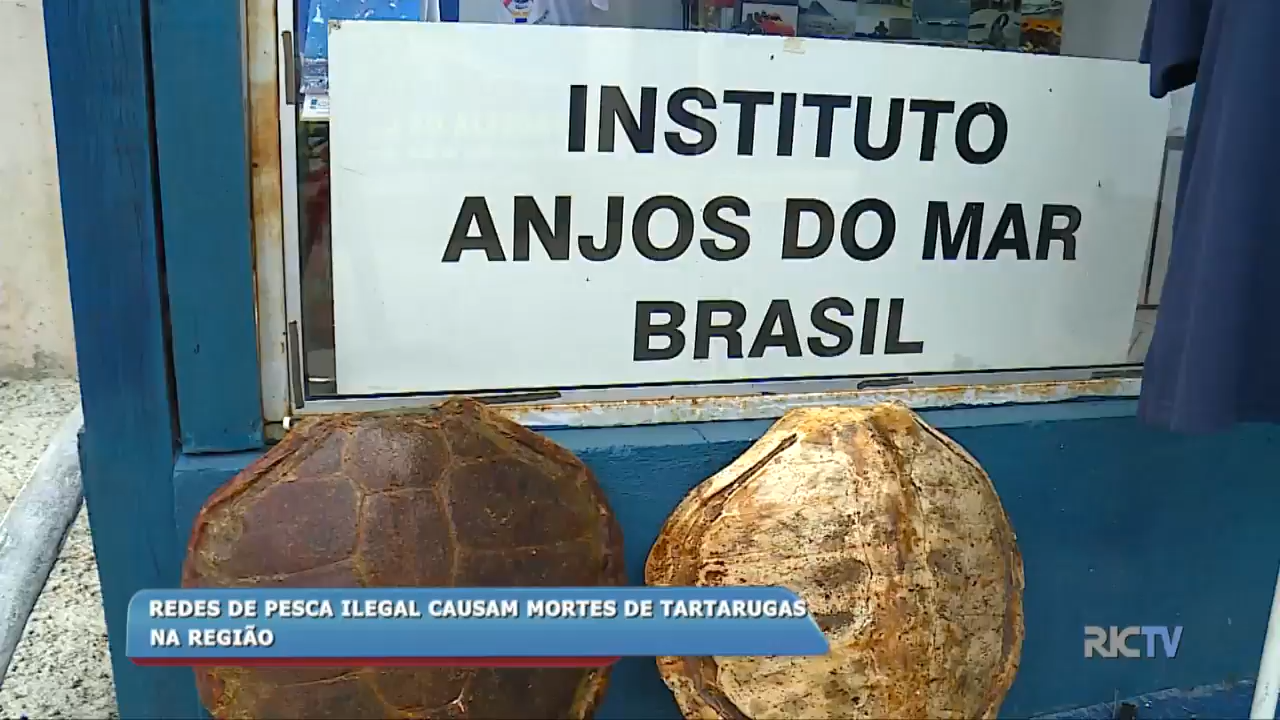 INSTITUTO
ANJOS DO MAR
BRASIL
REDES DE PESCA ILEGAL CAUSAM MORTES DE TARTARUGAS
NA REGIÃO
RICTV